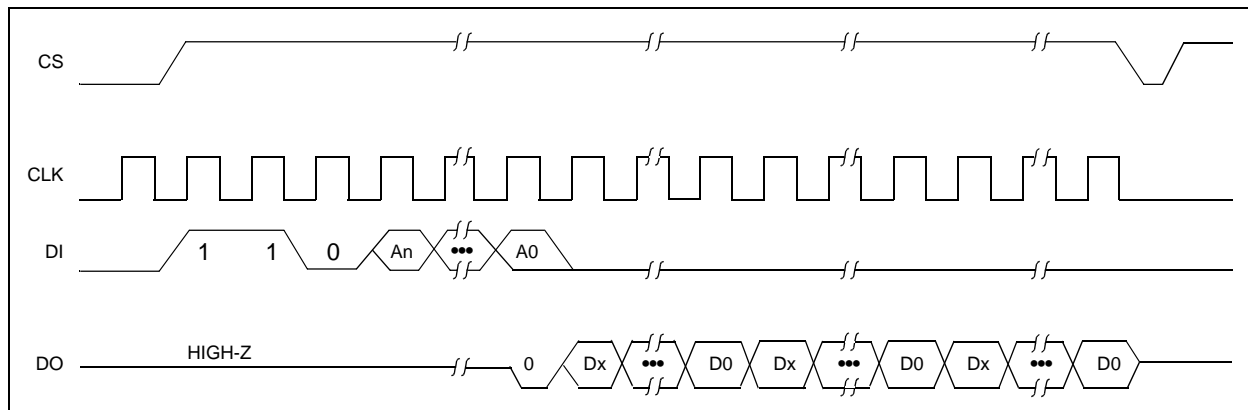 CS
CLK
DI 1 1 0 An ••• A0
HIGH-Z
DO 0 Dx ••• D0 Dx ••• D0 Dx ••• D0